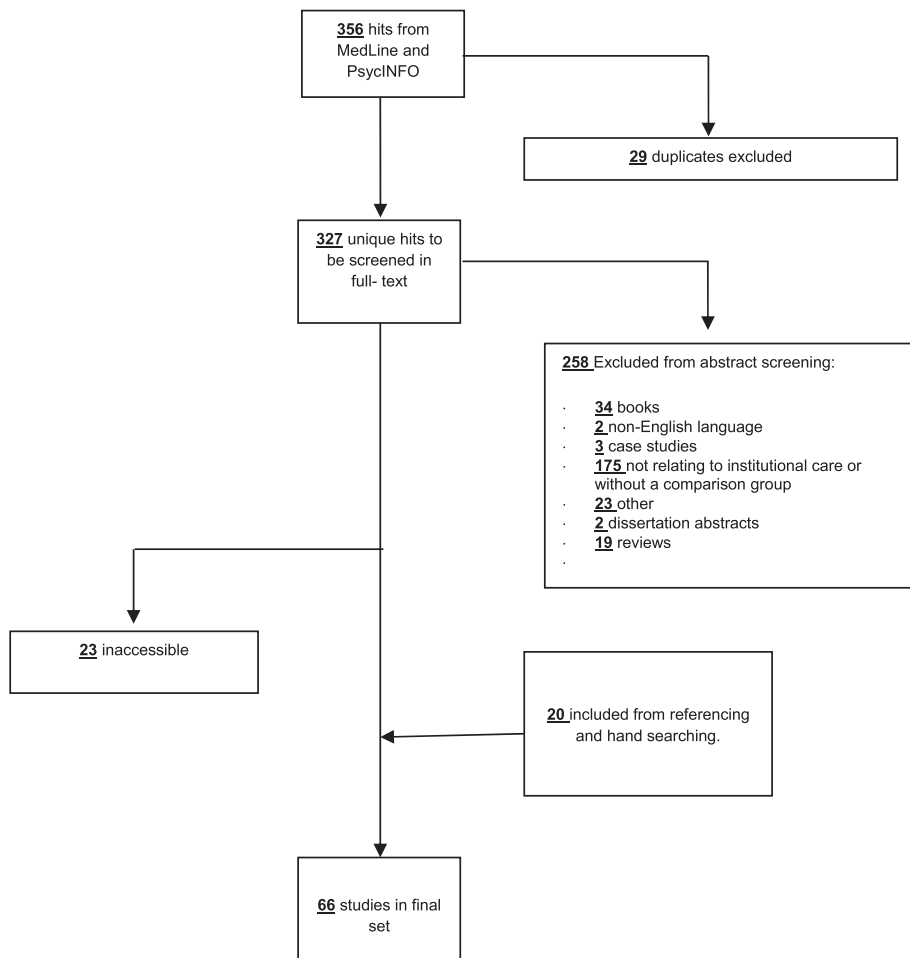 356 hits from
MedLine and
PsycINFO
29 duplicates excluded
327 unique hits to
be screened in
full- text
258 Excluded from abstract screening:
· 34 books
· 2 non-English language
· 3 case studies
· 175 not relating to institutional care or
without a comparison group
· 23 other
· 2 dissertation abstracts
· 19 reviews
·
23 inaccessible
20 included from referencing
and hand searching.
66 studies in final
set